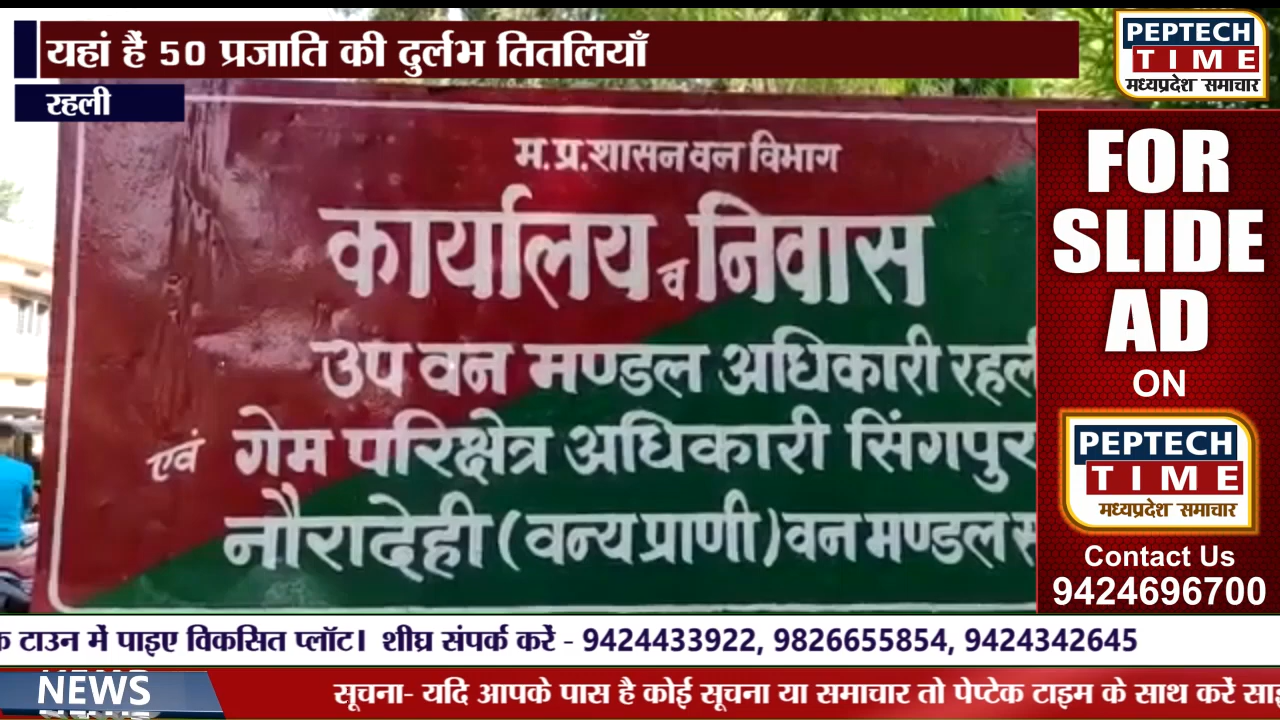 यहां हैं 50 प्रजाति की दुर्लभ तितलियाँ
रहली
PEPTECH
TIME
मध्यप्रदेश समाचार
म.प्र.शासन वन विभाग
कार्यालय व निवास
उप वन मण्डल अधिकारी रहली
एवं गेम परिक्षेत्र अधिकारी सिंगपुर
नौरादेही (वन्य प्राणी) वन मण्डल
FOR
SLIDE
AD
ON
PEPTECH
TIME
मध्यप्रदेश समाचार
Contact Us
9424696700
टाउन में पाइए विकसित प्लॉट। शीघ्र संपर्क करें - 9424433922, 9826655854, 9424342645
NEWS
सूचना- यदि आपके पास है कोई सूचना या समाचार तो पेप्टेक टाइम के साथ करें